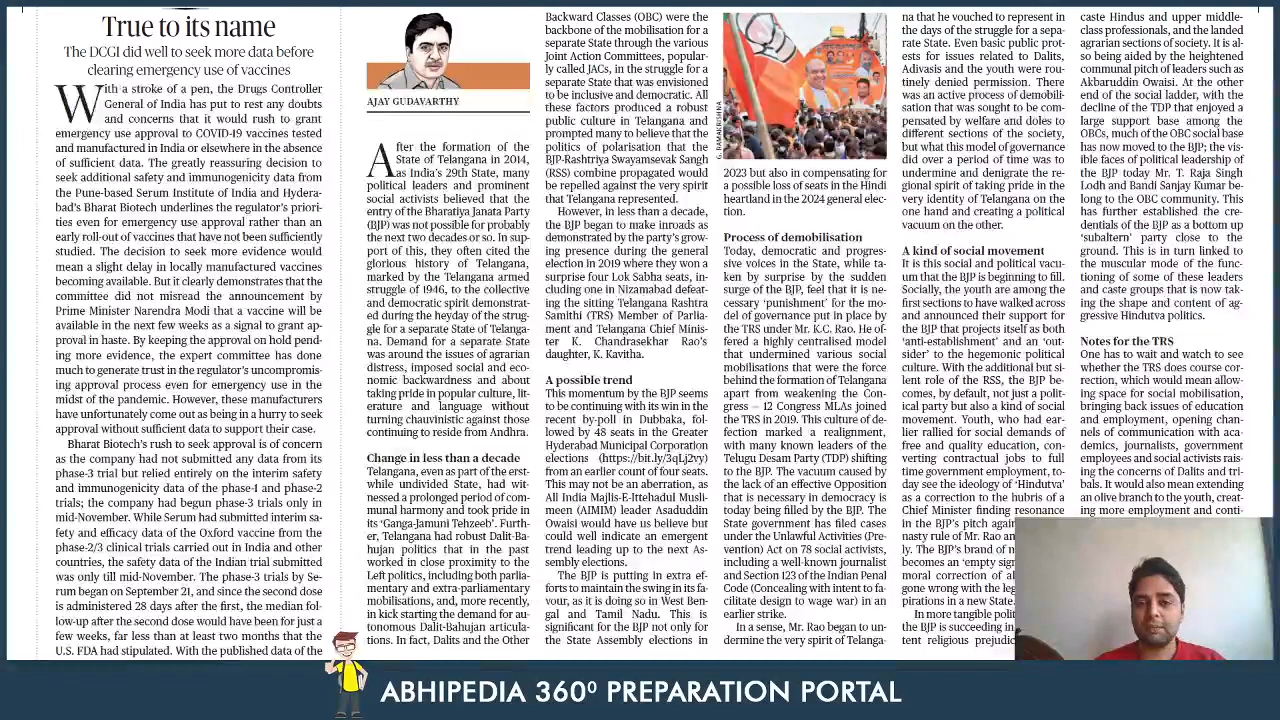 True to its name
The DCGI did well to seek more data before
clearing emergency use of vaccines
With a stroke of a pen, the Drugs Controller
General of India has put to rest any doubts
and concerns that it would rush to grant
emergency use approval to COVID-19 vaccines tested
and manufactured in India or elsewhere in the absence
of sufficient data. The greatly reassuring decision to
seek additional safety and immunogenicity data from
the Pune-based Serum Institute of India and Hydera-
bad's Bharat Biotech underlines the regulator's priori-
ties even for emergency use approval rather than an
early roll-out of vaccines that have not been sufficiently
studied. The decision to seek more evidence would
mean a slight delay in locally manufactured vaccines
becoming available. But it clearly demonstrates that the
committee did not misread the announcement by
Prime Minister Narendra Modi that a vaccine will be
available in the next few weeks as a signal to grant ap-
proval in haste. By keeping the approval on hold pend-
ing more evidence, the expert committee has done
much to generate trust in the regulator's uncompromis-
ing approval process even for emergency use in the
midst of the pandemic. However, these manufacturers
have unfortunately come out as being in a hurry to seek
approval without sufficient data to support their case.
Bharat Biotech's rush to seek approval is of concern
as the company had not submitted any data from its
phase-3 trial but relied entirely on the interim safety
and immunogenicity data of the phase-1 and phase-2
trials; the company had begun phase-3 trials only in
mid-November. While Serum had submitted interim sa-
fety and efficacy data of the Oxford vaccine from the
phase-2/3 clinical trials carried out in India and other
countries, the safety data of the Indian trial submitted
was only till mid-November. The phase-3 trials by Se-
rum began on September 21, and since the second dose
is administered 28 days after the first, the median fol-
low-up after the second dose would have been for just a
few weeks, far less than at least two months that the
U.S. FDA had stipulated. With the published data of the
AJAY GUDAVARTHY
After the formation of the
State of Telangana in 2014,
as India's 29th State, many
political leaders and prominent
social activists believed that the
entry of the Bharatiya Janata Party
(BJP) was not possible for probably
the next two decades or so. In sup-
port of this, they often cited the
glorious history of Telangana,
marked by the Telangana armed
struggle of 1946, to the collective
and democratic spirit demonstrat-
ed during the heyday of the strug-
gle for a separate State of Telanga-
na. Demand for a separate State
was around the issues of agrarian
distress, imposed social and eco-
nomic backwardness and about
taking pride in popular culture, lit-
erature and language without
turning chauvinistic against those
continuing to reside from Andhra.
Change in less than a decade
Telangana, even as part of the erst-
while undivided State, had wit-
nessed a prolonged period of com-
munal harmony and took pride in
its 'Ganga-Jamuni Tehzeeb'. Furth-
er, Telangana had robust Dalit-Ba-
hujan politics that in the past
worked in close proximity to the
Left politics, including both parlia-
mentary and extra-parliamentary
mobilisations, and, more recently,
in kick starting the demand for au-
tonomous Dalit-Bahujan articula-
tions. In fact, Dalits and the Other
Backward Classes (OBC) were the
backbone of the mobilisation for a
separate State through the various
Joint Action Committees, popular-
ly called JACs, in the struggle for a
separate State that was envisioned
to be inclusive and democratic. All
these factors produced a robust
public culture in Telangana and
prompted many to believe that the
politics of polarisation that the
BJP-Rashtriya Swayamsevak Sangh
(RSS) combine propagated would
be repelled against the very spirit
that Telangana represented.
However, in less than a decade,
the BJP began to make inroads as
demonstrated by the party's grow-
ing presence during the general
election in 2019 where they won a
surprise four Lok Sabha seats, in-
cluding one in Nizamabad defeat-
ing the sitting Telangana Rashtra
Samithi (TRS) Member of Parlia-
ment and Telangana Chief Minis-
ter K. Chandrasekhar Rao's
daughter, K. Kavitha.
A possible trend
This momentum by the BJP seems
to be continuing with its win in the
recent by-poll in Dubbaka, fol-
lowed by 48 seats in the Greater
Hyderabad Municipal Corporation
elections (https://bit.ly/3qLj2vy)
from an earlier count of four seats.
This may not be an aberration, as
All India Majlis-E-Ittehadul Musli-
meen (AIMIM) leader Asaduddin
Owaisi would have us believe but
could well indicate an emergent
trend leading up to the next As-
sembly elections.
The BJP is putting in extra ef-
forts to maintain the swing in its fa-
vour, as it is doing so in West Ben-
gal and Tamil Nadu. This is
significant for the BJP not only for
the State Assembly elections in
G. RAMAKRISHNA
2023 but also in compensating for
a possible loss of seats in the Hindi
heartland in the 2024 general elec-
tion.
Process of demobilisation
Today, democratic and progres-
sive voices in the State, while ta-
ken by surprise by the sudden
surge of the BJP, feel that it is ne-
cessary 'punishment' for the mo-
del of governance put in place by
the TRS under Mr. K.C. Rao. He of-
fered a highly centralised model
that undermined various social
mobilisations that were the force
behind the formation of Telangana
apart from weakening the Con-
gress — 12 Congress MLAs joined
the TRS in 2019. This culture of de-
fection marked a realignment,
with many known leaders of the
Telugu Desam Party (TDP) shifting
to the BJP. The vacuum caused by
the lack of an effective Opposition
that is necessary in democracy is
today being filled by the BJP. The
State government has filed cases
under the Unlawful Activities (Pre-
vention) Act on 78 social activists,
including a well-known journalist
and Section 123 of the Indian Penal
Code (Concealing with intent to fa-
cilitate design to wage war) in an
earlier strike.
In a sense, Mr. Rao began to un-
dermine the very spirit of Telanga-
na that he vouched to represent in
the days of the struggle for a sepa-
rate State. Even basic public prot-
ests for issues related to Dalits,
Adivasis and the youth were rou-
tinely denied permission. There
was an active process of demobili-
sation that was sought to be com-
pensated by welfare and doles to
different sections of the society,
but what this model of governance
did over a period of time was to
undermine and denigrate the re-
gional spirit of taking pride in the
very identity of Telangana on the
one hand and creating a political
vacuum on the other.
A kind of social movement
It is this social and political vacu-
um that the BJP is beginning to fill.
Socially, the youth are among the
first sections to have walked across
and announced their support for
the BJP that projects itself as both
'anti-establishment' and an 'out-
sider' to the hegemonic political
culture. With the additional but si-
lent role of the RSS, the BJP be-
comes, by default, not just a poli-
tical party but also a kind of social
movement. Youth, who had ear-
lier rallied for social demands of
free and quality education, con-
verting contractual jobs to full
time government employment, to-
day see the ideology of 'Hindutva'
as a correction to the hubris of a
Chief Minister finding resonance
in the BJP's pitch again
nasty rule of Mr. Rao an
ly. The BJP's brand of n
becomes an 'empty sign
moral correction of al
gone wrong with the leg
pirations in a new State.
In more tangible polit
the BJP is succeeding in
tent religious prejudic
caste Hindus and upper middle-
class professionals, and the landed
agrarian sections of society. It is al-
so being aided by the heightened
communal pitch of leaders such as
Akbaruddin Owaisi. At the other
end of the social ladder, with the
decline of the TDP that enjoyed a
large support base among the
OBCs, much of the OBC social base
has now moved to the BJP; the vis-
ible faces of political leadership of
the BJP today Mr. T. Raja Singh
Lodh and Bandi Sanjay Kumar be-
long to the OBC community. This
has further established the cre-
dentials of the BJP as a bottom up
'subaltern' party close to the
ground. This is in turn linked to
the muscular mode of the func-
tioning of some of these leaders
and caste groups that is now tak-
ing the shape and content of ag-
gressive Hindutva politics.
Notes for the TRS
One has to wait and watch to see
whether the TRS does course cor-
rection, which would mean allow-
ing space for social mobilisation,
bringing back issues of education
and employment, opening chan-
nels of communication with aca-
demics, journalists, government
employees and social activists rais-
ing the concerns of Dalits and tri-
bals. It would also mean extending
an olive branch to the youth, creat-
ing more employment and conti-
ABHIPEDIA 360⁰ PREPARATION PORTAL